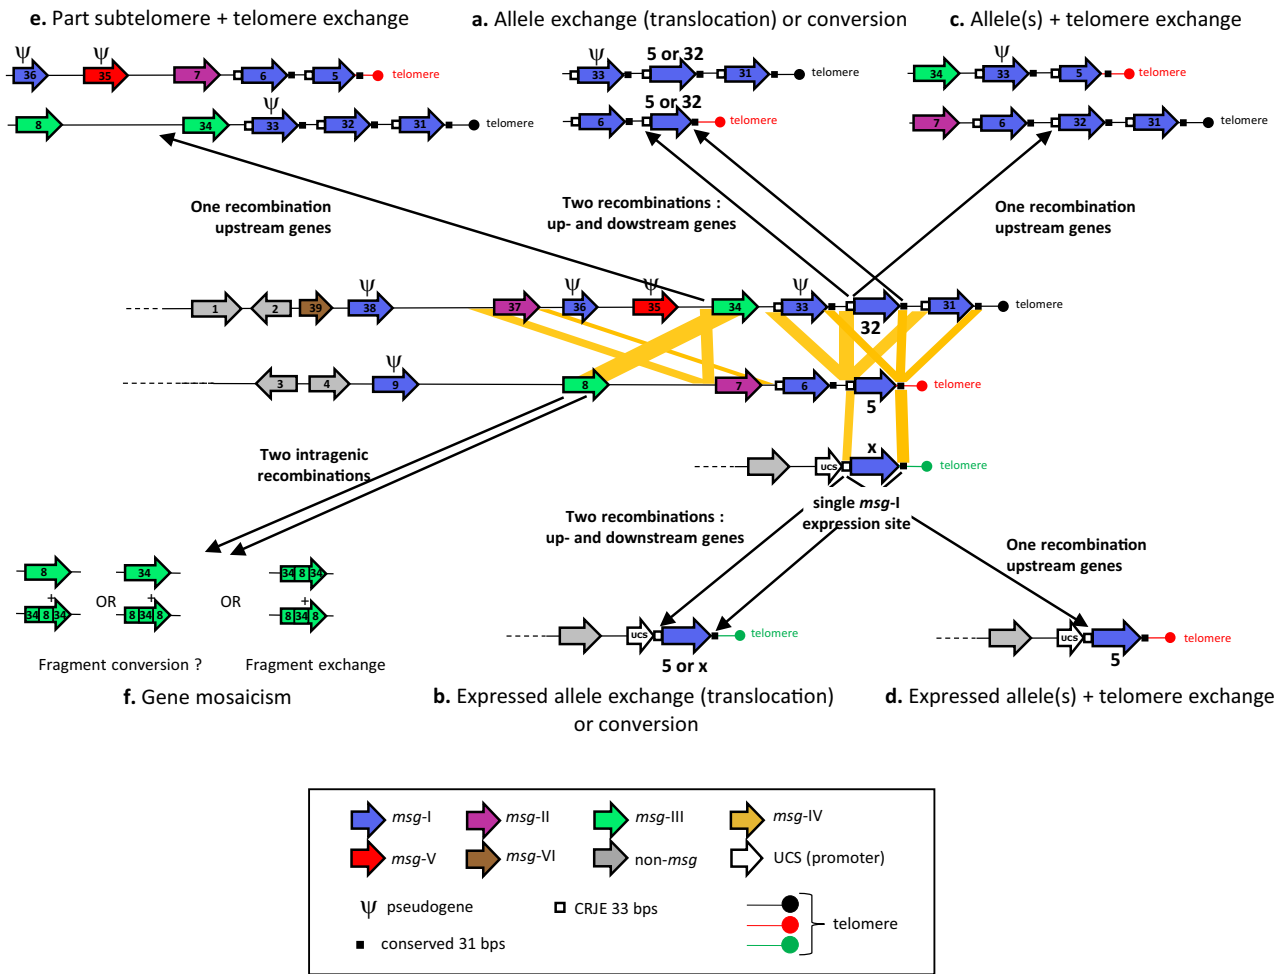 e. Part subtelomere + telomere exchange
a. Allele exchange (translocation) or conversion
c. Allele(s) + telomere exchange
ψ ψ
36 35 7 6 5 telomere
ψ
8 34 33 32 31 telomere
ψ 5 or 32
33 31 telomere
5 or 32
6 telomere
ψ
34 33 5 telomere
7 6 32 31 telomere
One recombination
upstream genes
Two recombinations :
up- and downstream genes
One recombination
upstream genes
ψ ψ ψ ψ
1 2 39 38 37 36 35 34 33 32 31 telomere
ψ
3 4 9 8 7 6 5 telomere
x
UCS telomere
single msg-I
expression site
Two intragenic
recombinations
Two recombinations :
up- and downstream genes
One recombination
upstream genes
8 34 34 8 34
+ OR + OR +
34 8 34 8 34 8 8 34 8
Fragment conversion ? Fragment exchange
f. Gene mosaicism
UCS telomere
5 or x
b. Expressed allele exchange (translocation)
or conversion
UCS telomere
5
d. Expressed allele(s) + telomere exchange
msg-I msg-II msg-III msg-IV
msg-V msg-VI non-msg UCS (promoter)
ψ pseudogene CRJE 33 bps
conserved 31 bps
telomere